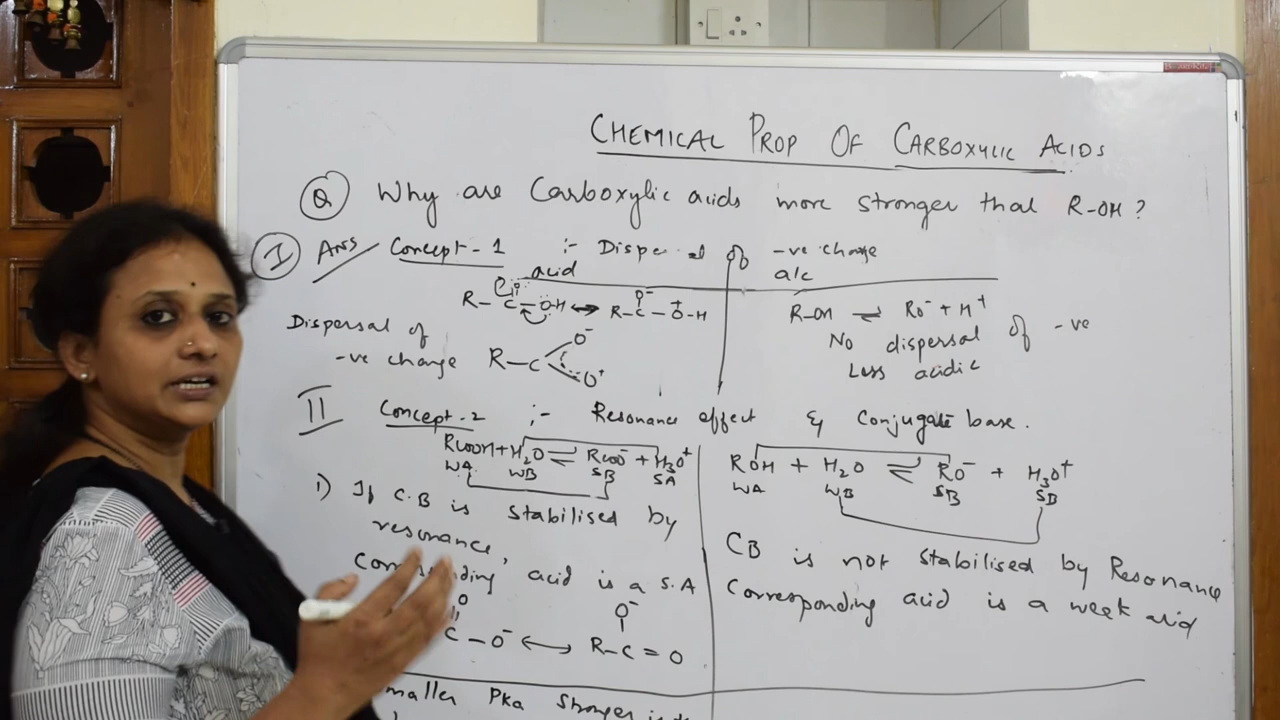 CHEMICAL PROP OF CARBOXYLIC ACIDS
Q Why are Carboxylic acids more stronger that R-OH?
I Ans Concept-1 :- Dispersal of -ve charge
acid alc
R-C-OH ↔ R-C-O-H
Dispersal of
-ve charge R-C O⁻ O⁺
R-OH ⇌ RO⁻ + H⁺
No dispersal of -ve
Less acidic
II Concept-2 :- Resonance effect & Conjugate base.
RCOOH + H₂O ⇌ RCOO⁻ + H₃O⁺
WA WB SB SA
1) If C.B is stabilised by
resonance,
acid is a S.A
O
C-O⁻ ↔ R-C=O
O⁻
maller Pka Stronger
ROH + H₂O ⇌ RO⁻ + H₃O⁺
WA WB SB SB
CB is not stabilised by Resonance
Corresponding acid is a week acid